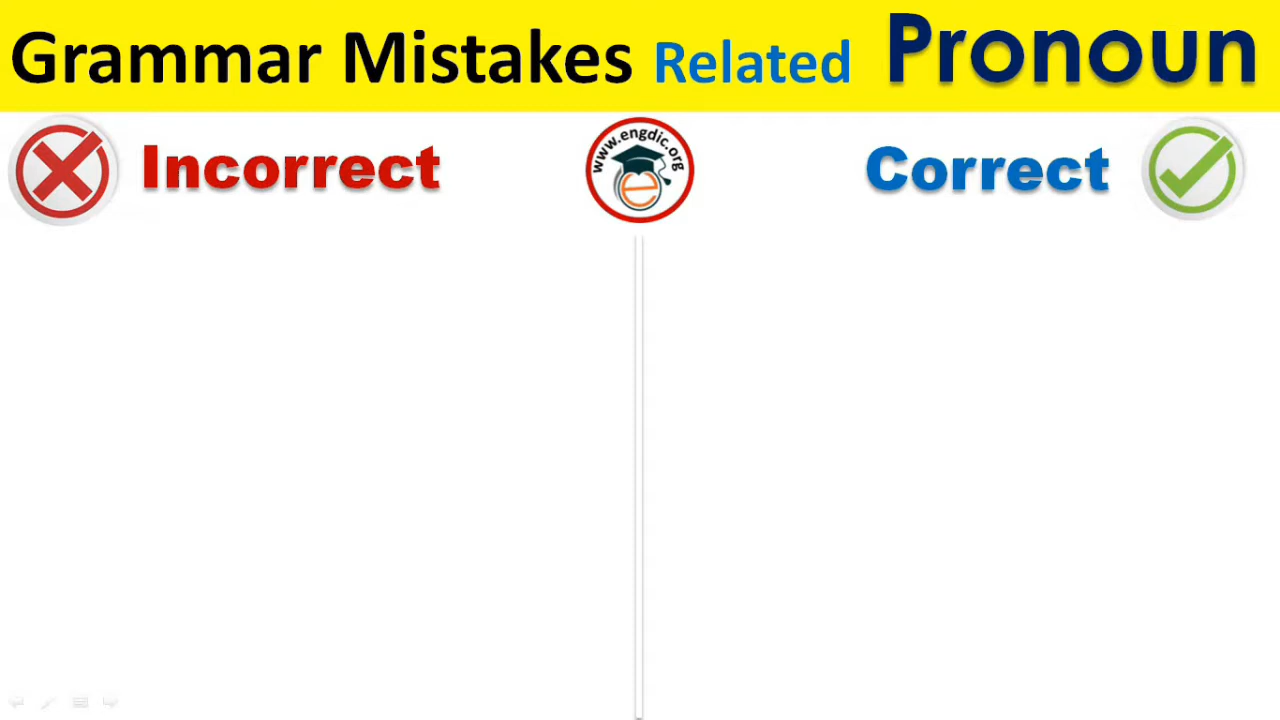 Grammar Mistakes Related Pronoun
Incorrect
www.engdic.org
e
Correct